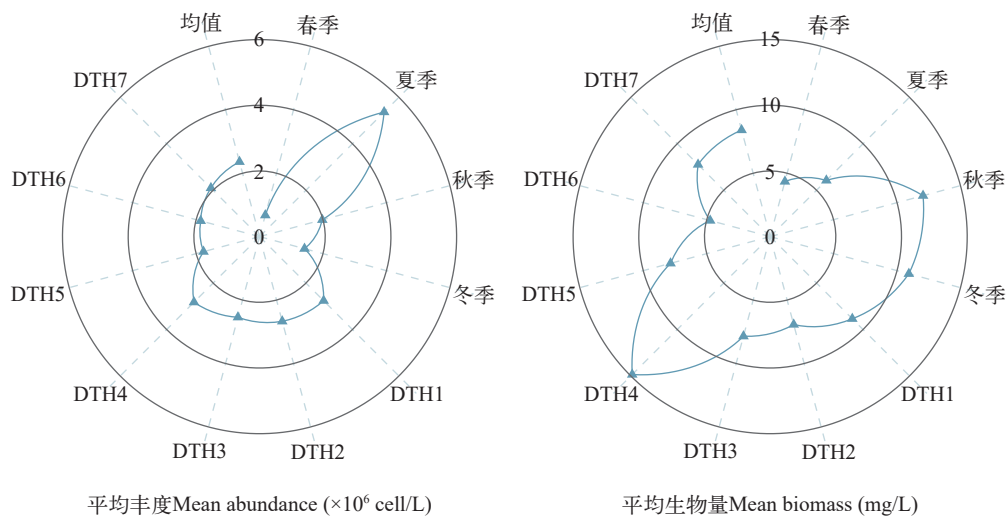 均值
6
春季
夏季
秋季
冬季
DTH1
DTH2
DTH3
DTH4
DTH5
DTH6
DTH7
4
2
0
平均丰度Mean abundance (×10⁶ cell/L)
均值
15
春季
夏季
秋季
冬季
DTH1
DTH2
DTH3
DTH4
DTH5
DTH6
DTH7
10
5
0
平均生物量Mean biomass (mg/L)